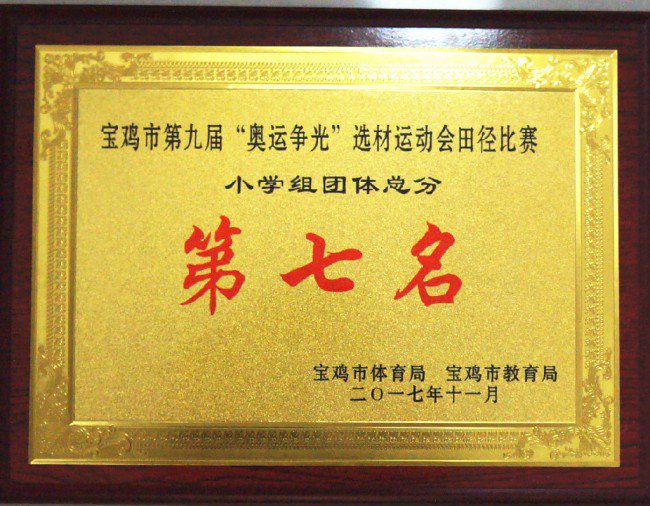 宝鸡市第九届“奥运争光”选材运动会田径比赛
小学组团体总分
第七名
宝鸡市体育局 宝鸡市教育局
二〇一七年十一月